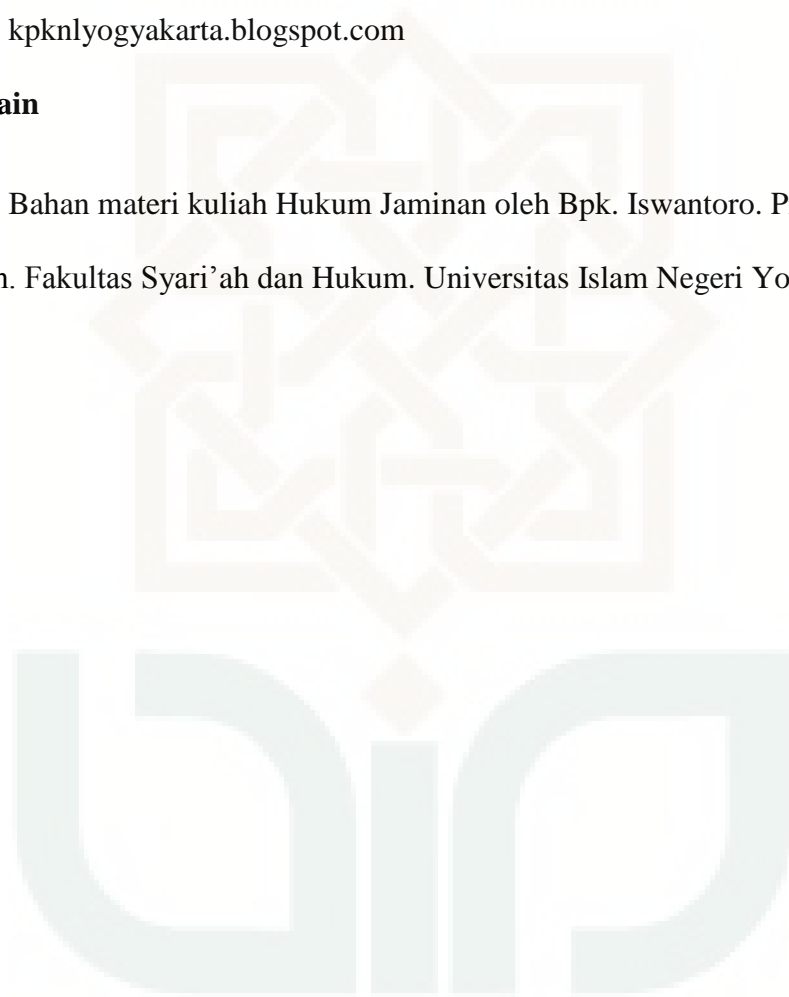 kpknlyogyakarta.blogspot.com
ain
Bahan materi kuliah Hukum Jaminan oleh Bpk. Iswantoro. P
. Fakultas Syari’ah dan Hukum. Universitas Islam Negeri Yo